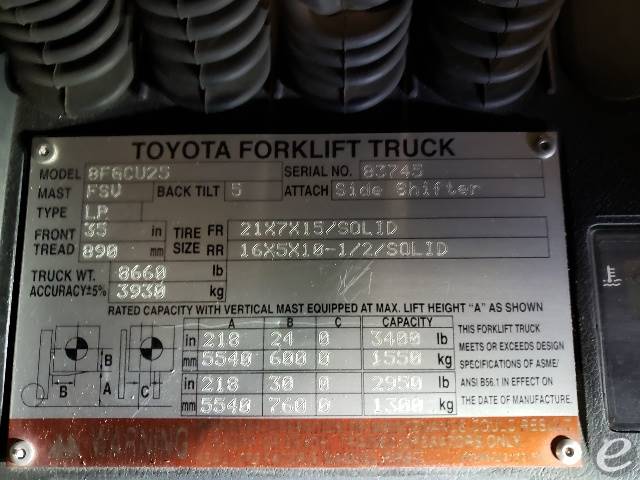 TOYOTA FORKLIFT TRUCK
MODEL 8FGCU25 SERIAL NO. 83745
MAST FSV BACK TILT 5 ATTACH Side Shifter
TYPE LP
FRONT 35 in TIRE FR 21X7X15/SOLID
TREAD 890 mm SIZE RR 16X5X10-1/2/SOLID
TRUCK WT. 8660 lb
ACCURACY±5% 3930 kg
RATED CAPACITY WITH VERTICAL MAST EQUIPPED AT MAX. LIFT HEIGHT "A" AS SHOWN
A B C CAPACITY
in 218 24 0 3400 lb
mm 5540 600 0 1550 kg
in 218 30 0 2950 lb
mm 5540 760 0 1300 kg
B A B C
THIS FORKLIFT TRUCK
MEETS OR EXCEEDS DESIGN
SPECIFICATIONS OF ASME/
ANSI B56.1 IN EFFECT ON
THE DATE OF MANUFACTURE.
WARNING
ONLY
e